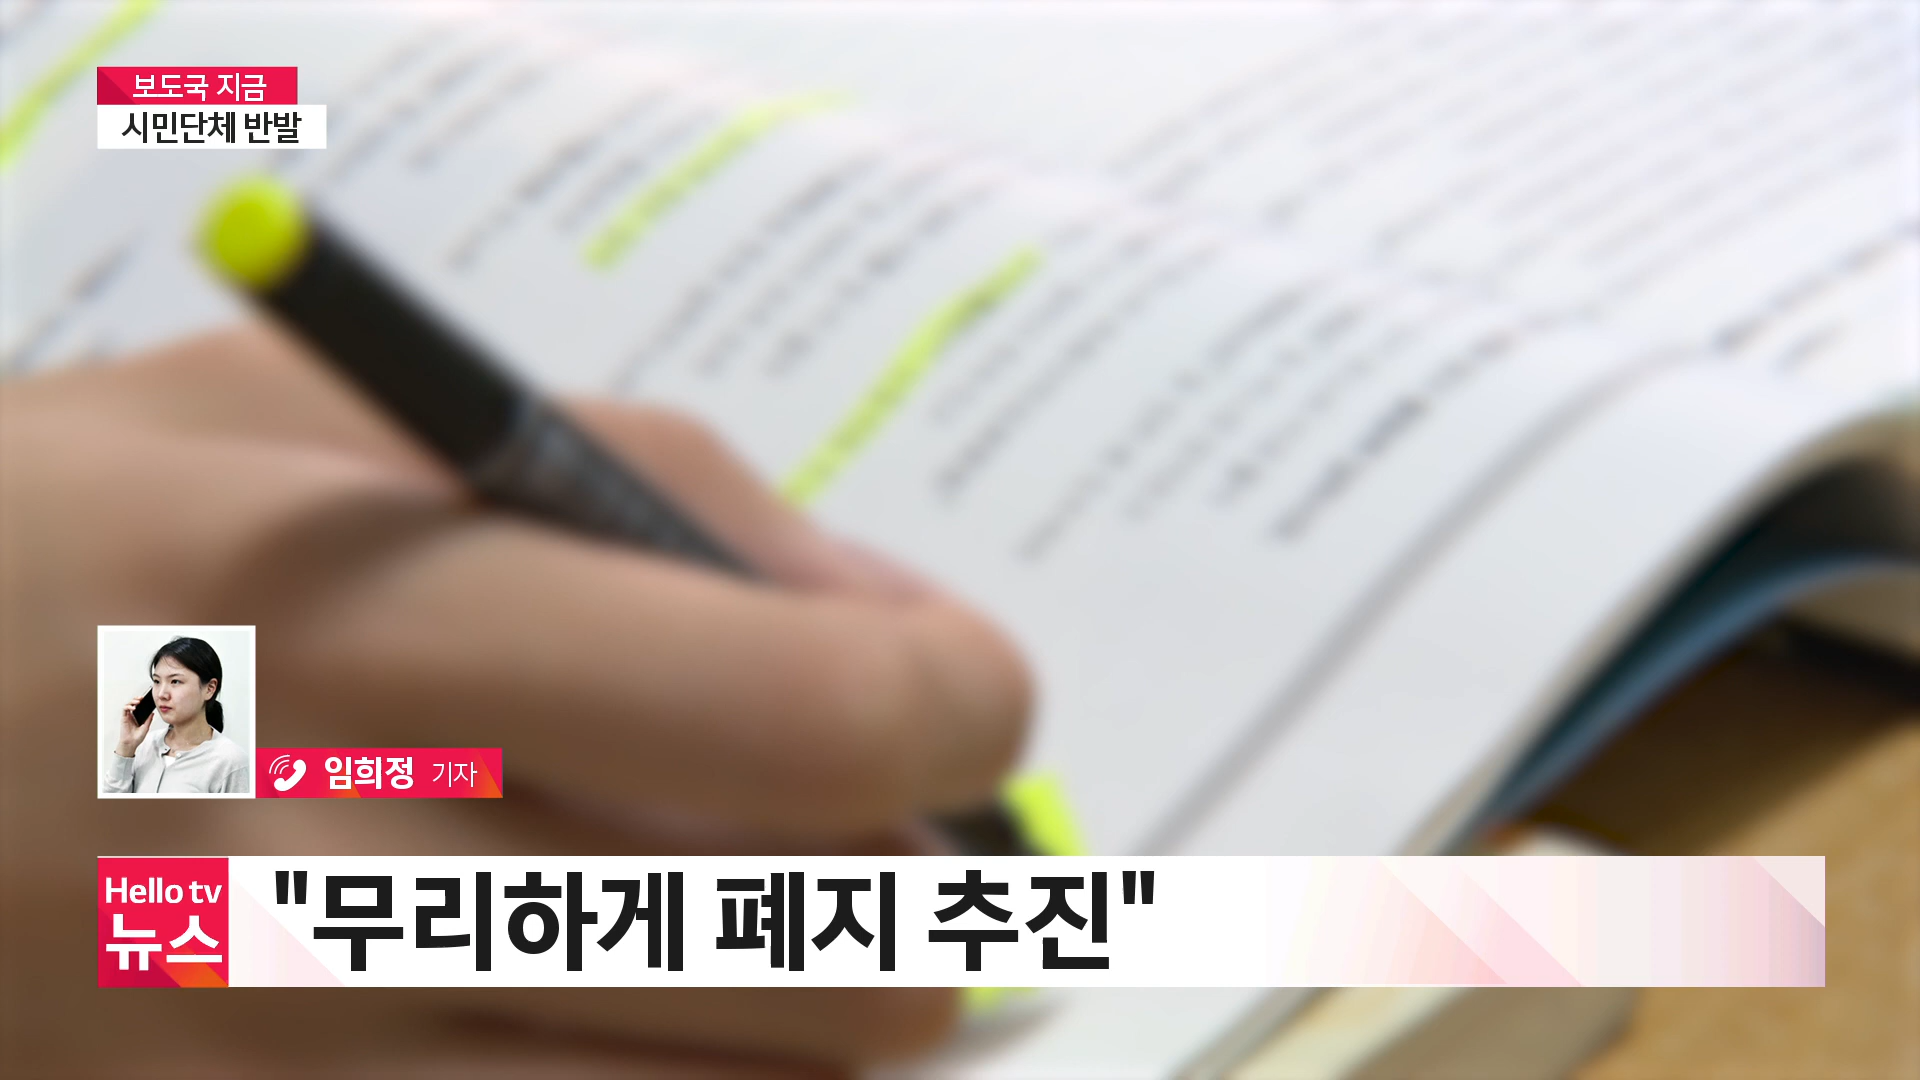 보도국 지금
시민단체 반발
임희정 기자
Hello tv
뉴스
"무리하게 폐지 추진"